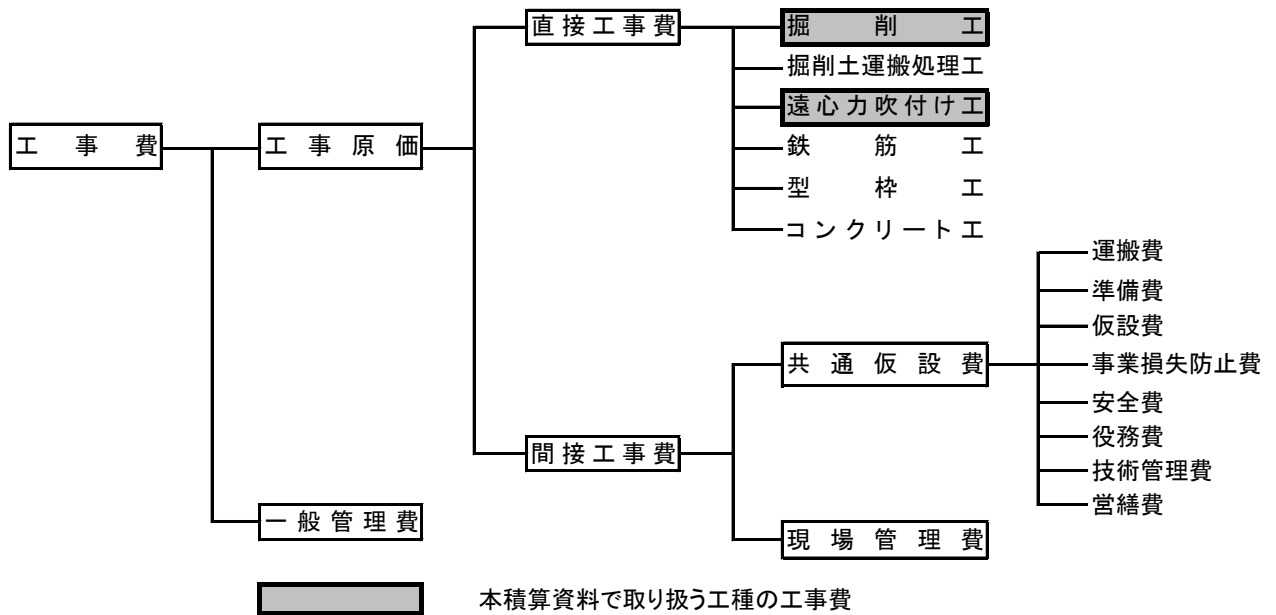 直接工事費
掘削工
掘削土運搬処理工
遠心力吹付け工
工事費
工事原価
鉄筋工
型枠工
コンクリート工
運搬費
準備費
仮設費
共通仮設費
事業損失防止費
安全費
役務費
間接工事費
技術管理費
営繕費
一般管理費
現場管理費
本積算資料で取り扱う工種の工事費